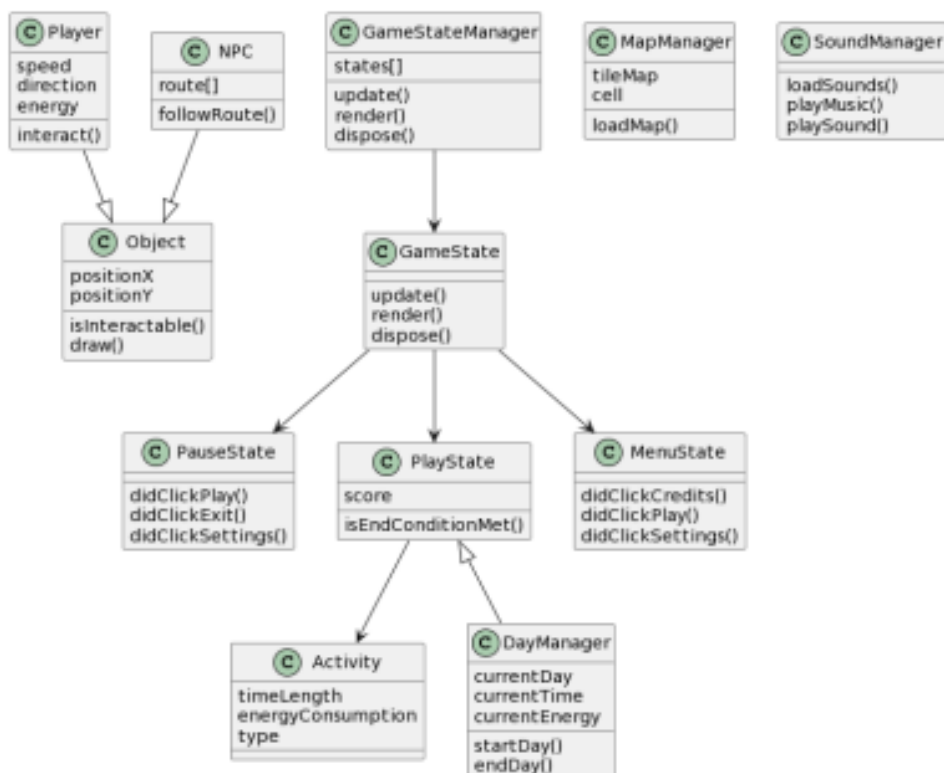 C Player
speed
direction
energy
interact()
C NPC
route[]
followRoute()
C GameStateManager
states[]
update()
render()
dispose()
C MapManager
tileMap
cell
loadMap()
C SoundManager
loadSounds()
playMusic()
playSound()
C Object
positionX
positionY
isInteractable()
draw()
C GameState
update()
render()
dispose()
C PauseState
didClickPlay()
didClickExit()
didClickSettings()
C PlayState
score
isEndConditionMet()
C MenuState
didClickCredits()
didClickPlay()
didClickSettings()
C Activity
timeLength
energyConsumption
type
C DayManager
currentDay
currentTime
currentEnergy
startDay()
endDay()